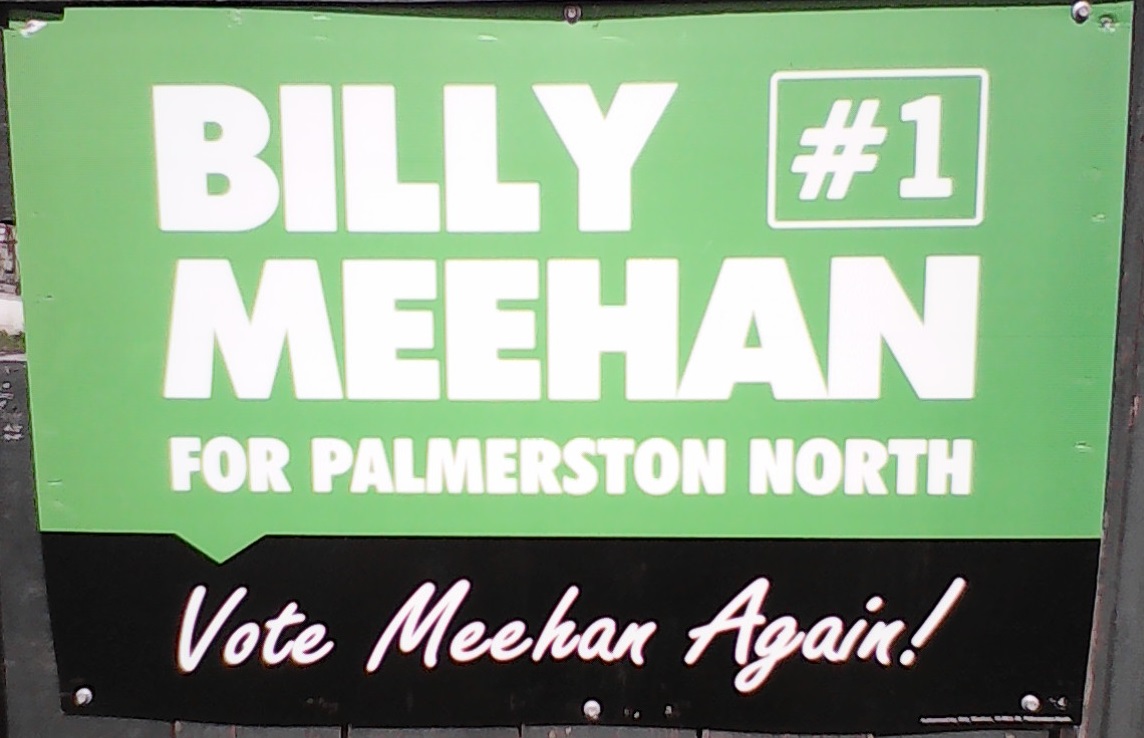 BILLY #1
MEEHAN
FOR PALMERSTON NORTH
Vote Meehan Again!